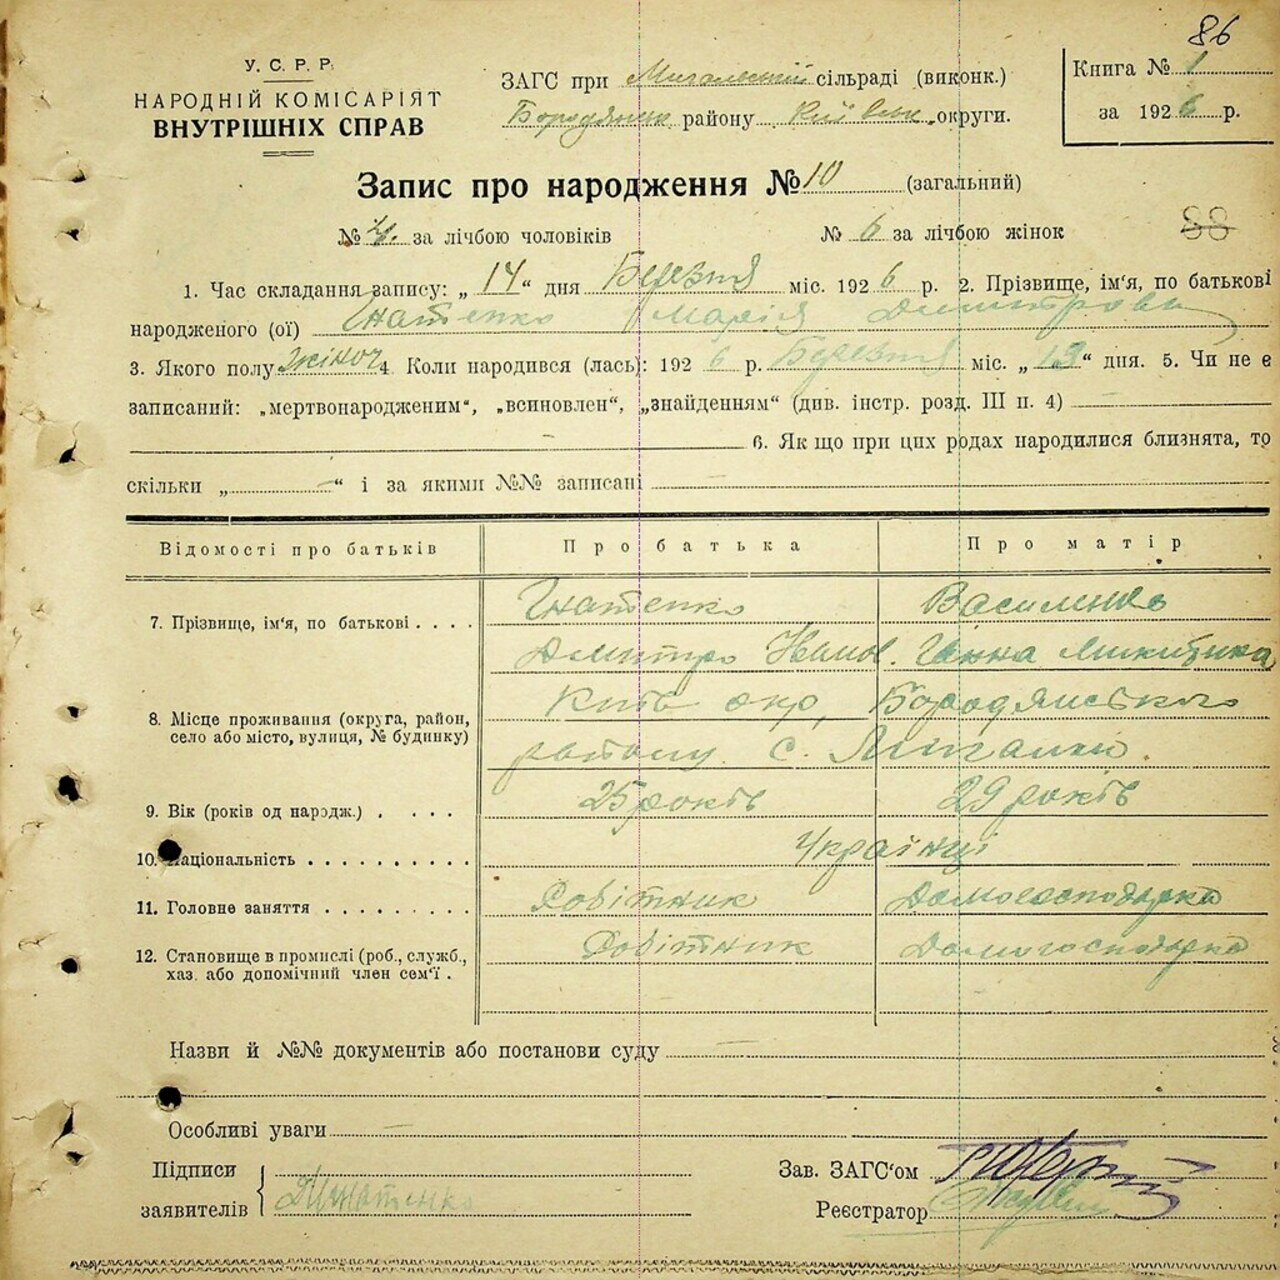 86
У. С. Р. Р.
НАРОДНІЙ КОМІСАРІЯТ
ВНУТРІШНІХ СПРАВ
ЗАГС при сільраді (виконк.)
району округи.
Книга № 1
за 1926 р.
Запис про народження № 10 (загальний)
№ 4. за лічбою чоловіків № 6 за лічбою жінок
88
1. Час складання запису: „ 14 “ дня Березня міс. 1926 р. 2. Прізвище, ім‘я, по батькові
народженого (ої) Гнатенко Марія Дмитрова
3. Якого полу жіноч 4. Коли народився (лась): 1926 р. Березня міс. „ 13 “ дня. 5. Чи не є
записаний: „мертвонародженим“, „всиновлен“, „знайденням“ (див. інстр. розд. III п. 4)
6. Як що при цих родах народилися близнята, то
скільки „ “ і за якими №№ записані
Відомості про батьків Про батька Про матір
7. Прізвище, ім'я, по батькові . . . . Гнатенко Василенко
Дмитро Іванов. Ганна Микитівна
8. Місце проживання (округа, район,
село або місто, вулиця, № будинку)
Київ окр, Бородянського
району с. Мигалки.
9. Вік (років од народж.) . . . . 25 років 29 років
10. Національність . . . . . . . . . . Українці
11. Головне заняття . . . . . . . . . Робітник Домогосподарка
12. Становище в промислі (роб., служб.,
хаз. або допомічний член сем‘ї .
Робітник Домогосподарка
Назви й №№ документів або постанови суду
Особливі уваги
Підписи
заявителів
Дм Гнатенко
Зав. ЗАГС‘ом
Реєстратор